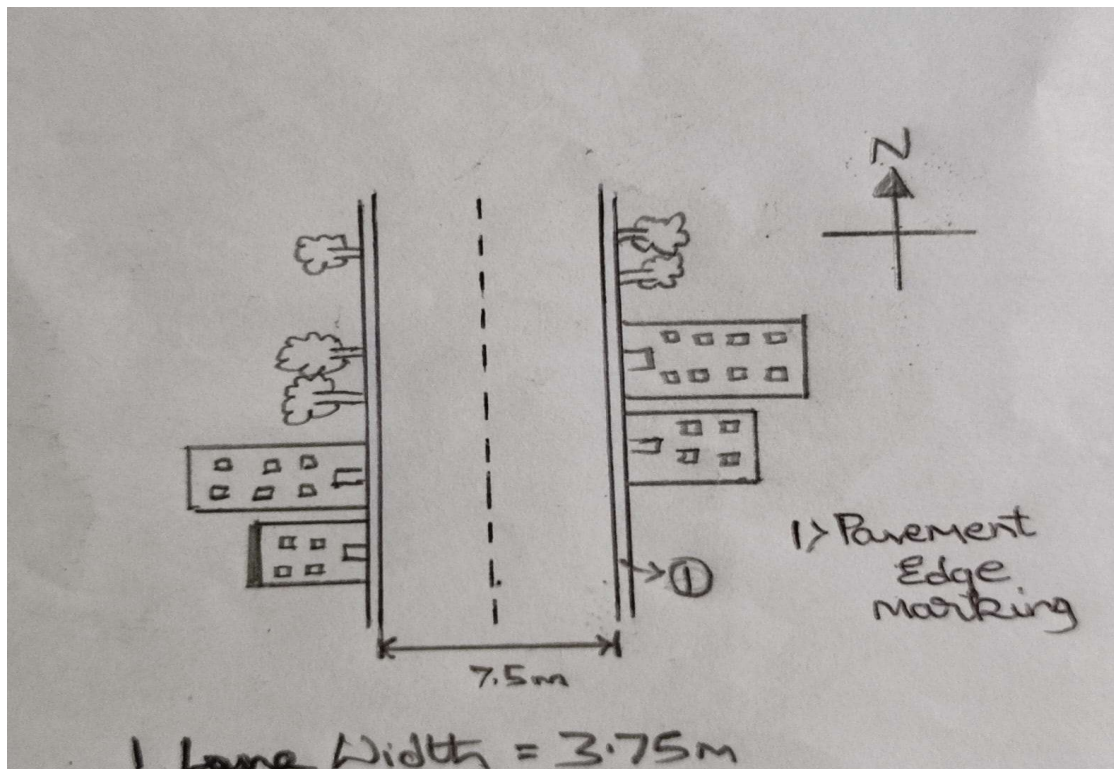 N
1> Pavement
Edge
marking
①
7.5m
1 Lane Width = 3.75m